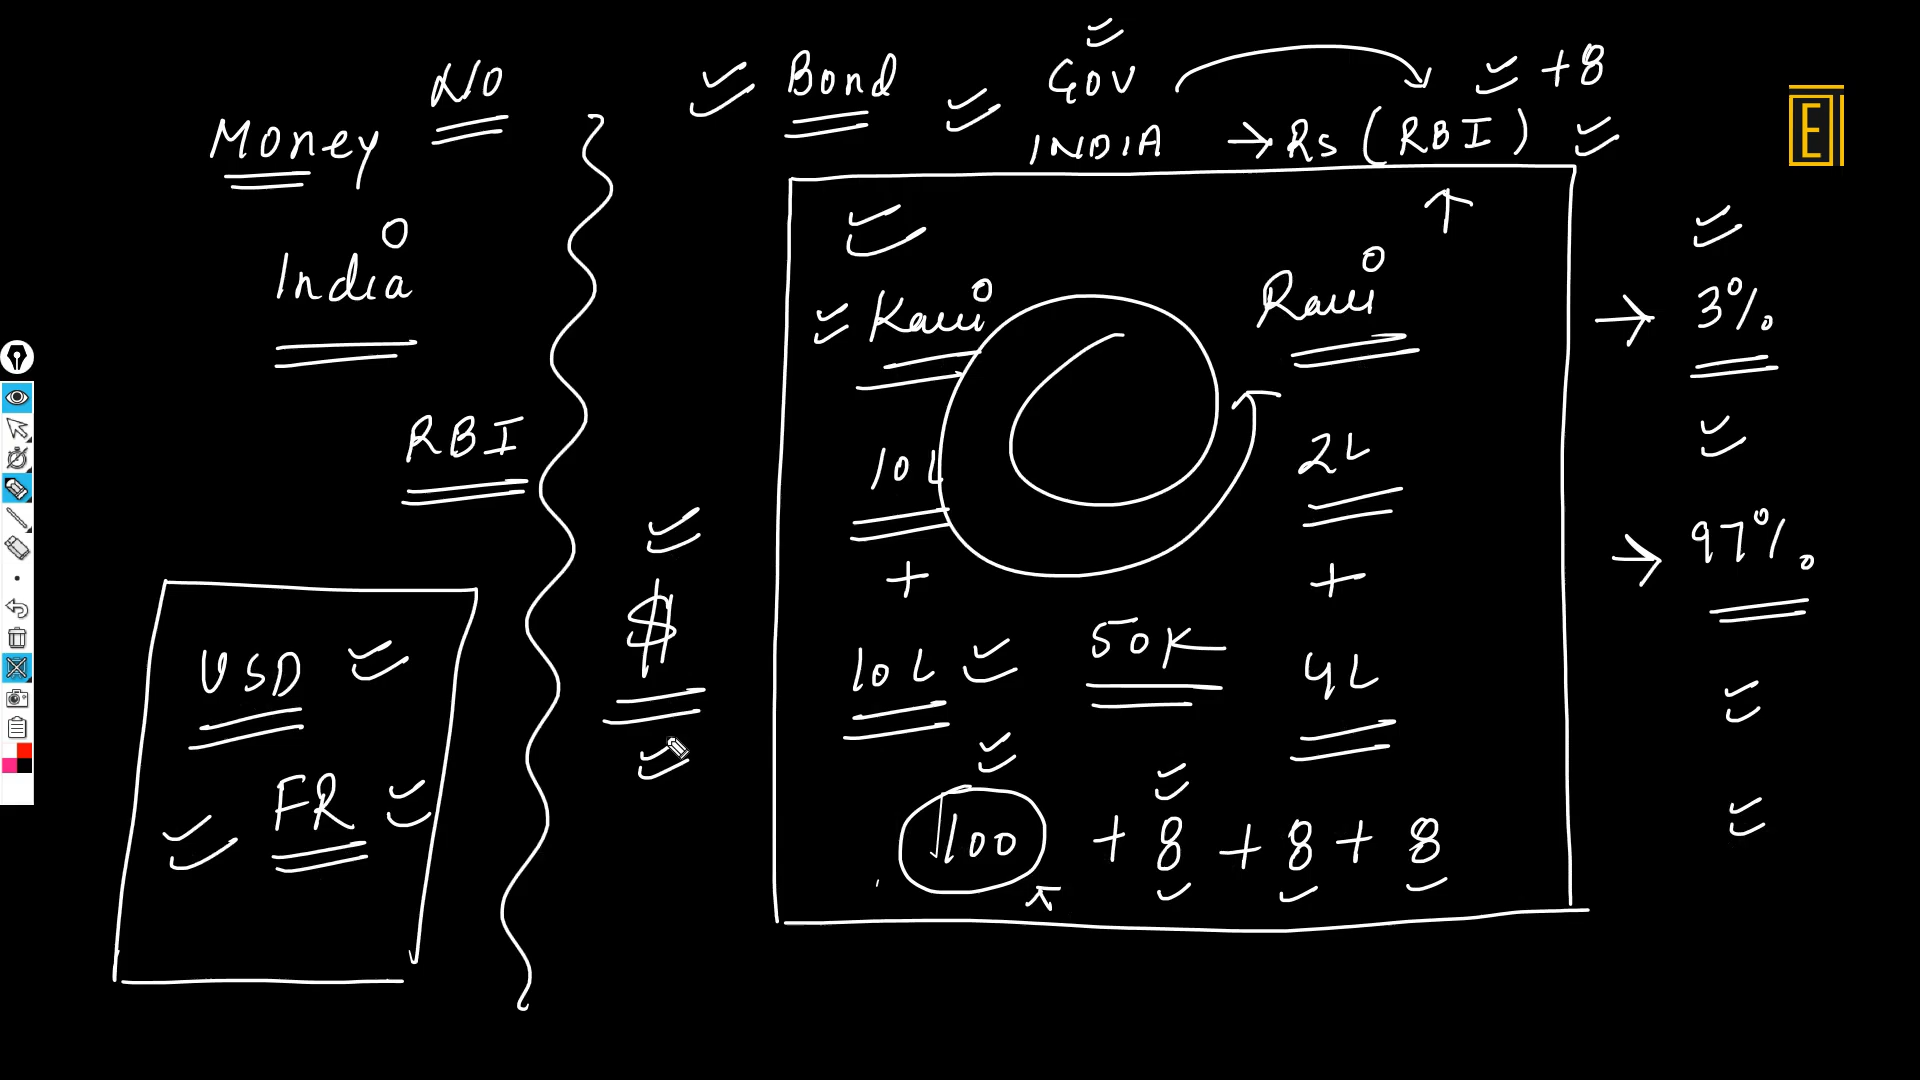 Money NO
India
RBI
USD
FR
Bond
GOV
INDIA → Rs (RBI)
+8
$
Kavi
Ravi
10L
2L
+
+
10L
50K
4L
100 + 8 + 8 + 8
→ 3%
→ 97%
E